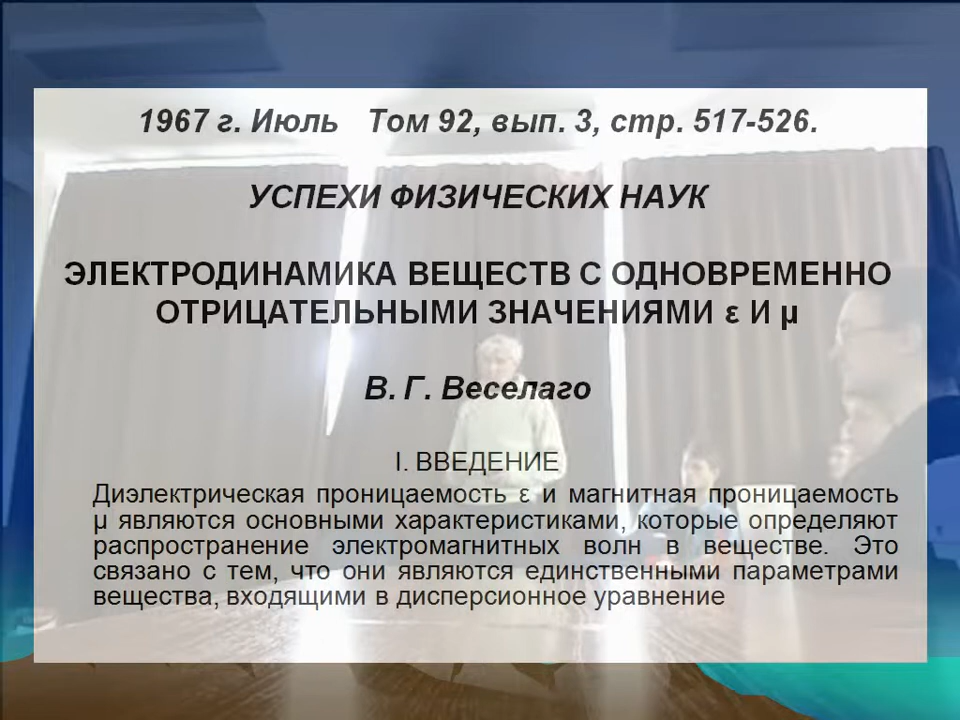 1967 г. Июль Том 92, вып. 3, стр. 517-526.
УСПЕХИ ФИЗИЧЕСКИХ НАУК
ЭЛЕКТРОДИНАМИКА ВЕЩЕСТВ С ОДНОВРЕМЕННО
ОТРИЦАТЕЛЬНЫМИ ЗНАЧЕНИЯМИ ε И μ
В. Г. Веселаго
I. ВВЕДЕНИЕ
Диэлектрическая проницаемость ε и магнитная проницаемость
μ являются основными характеристиками, которые определяют
распространение электромагнитных волн в веществе. Это
связано с тем, что они являются единственными параметрами
вещества, входящими в дисперсионное уравнение